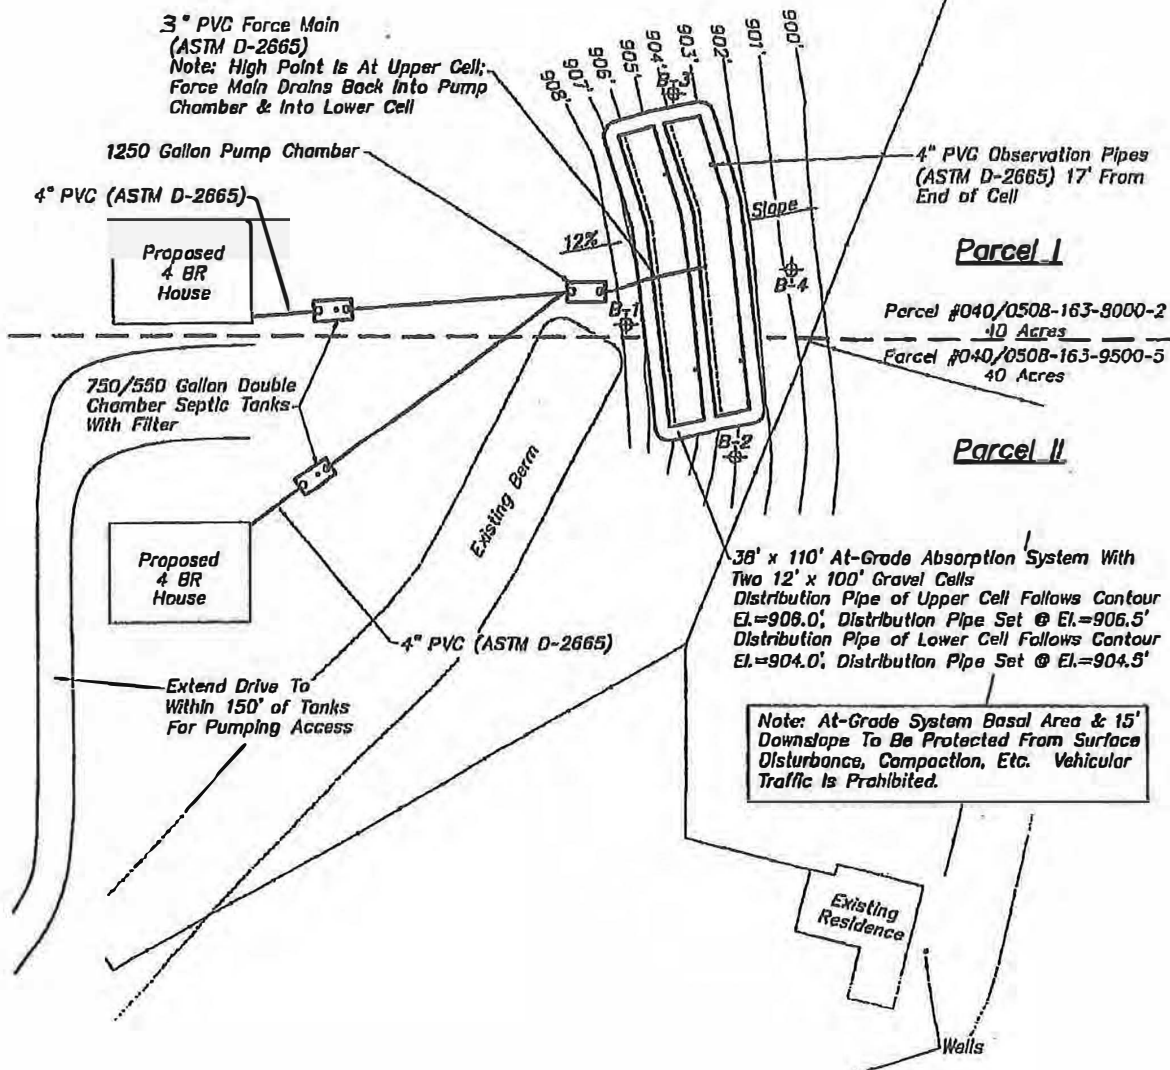 3" PVC Force Main
(ASTM D-2665)
Note: High Point Is At Upper Cell;
Force Main Drains Back Into Pump
Chamber & Into Lower Cell
1250 Gallon Pump Chamber
4" PVC (ASTM D-2665)
Proposed
4 BR
House
908'
907'
906'
905'
904'
903'
902'
901'
900'
B-3
4" PVC Observation Pipes
(ASTM D-2665) 17' From
End of Cell
Slope
12%
Parcel I
B-4
B-1
Parcel #040/0508-163-9000-2
40 Acres
Parcel #040/0508-163-9500-5
40 Acres
750/550 Gallon Double
Chamber Septic Tanks
With Filter
B-2
Parcel II
Existing Berm
Proposed
4 BR
House
38' x 110' At-Grade Absorption System With
Two 12' x 100' Gravel Cells
Distribution Pipe of Upper Cell Follows Contour
El.=906.0', Distribution Pipe Set @ El.=906.5'
Distribution Pipe of Lower Cell Follows Contour
El.=904.0', Distribution Pipe Set @ El.=904.5'
4" PVC (ASTM D-2665)
Extend Drive To
Within 150' of Tanks
For Pumping Access
Note: At-Grade System Basal Area & 15'
Downslope To Be Protected From Surface
Disturbance, Compaction, Etc. Vehicular
Traffic Is Prohibited.
Existing
Residence
Wells